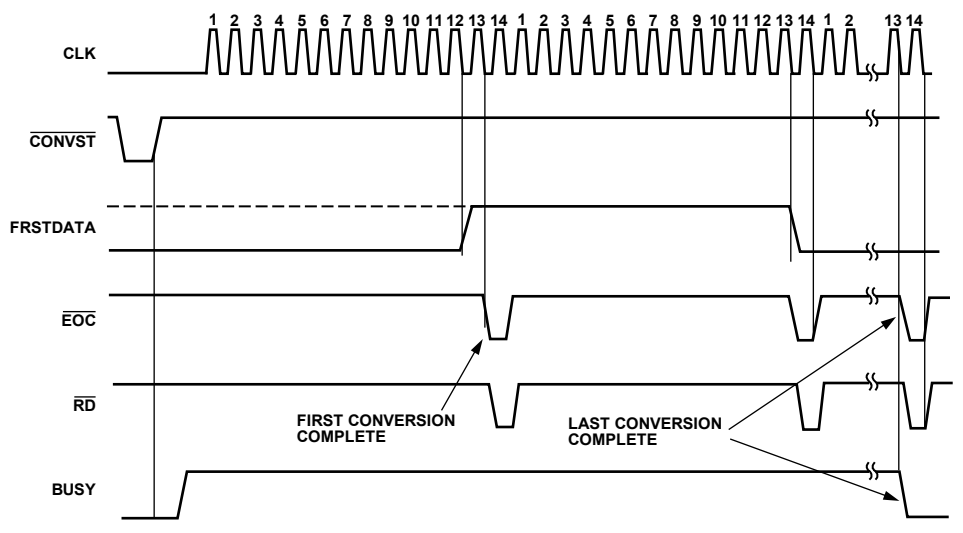 1 2 3 4 5 6 7 8 9 10 11 12 13 14 1 2 3 4 5 6 7 8 9 10 11 12 13 14 1 2 13 14
CLK
CONVST
FRSTDATA
EOC
RD
FIRST CONVERSION
COMPLETE
LAST CONVERSION
COMPLETE
BUSY